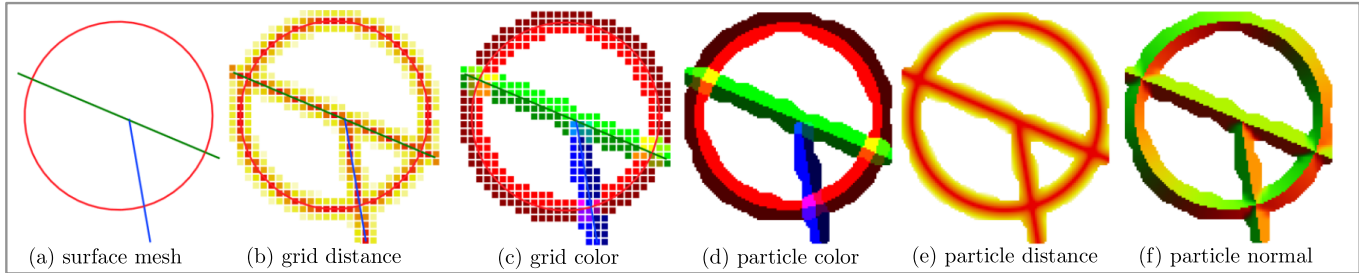 (a) surface mesh (b) grid distance (c) grid color (d) particle color (e) particle distance (f) particle normal